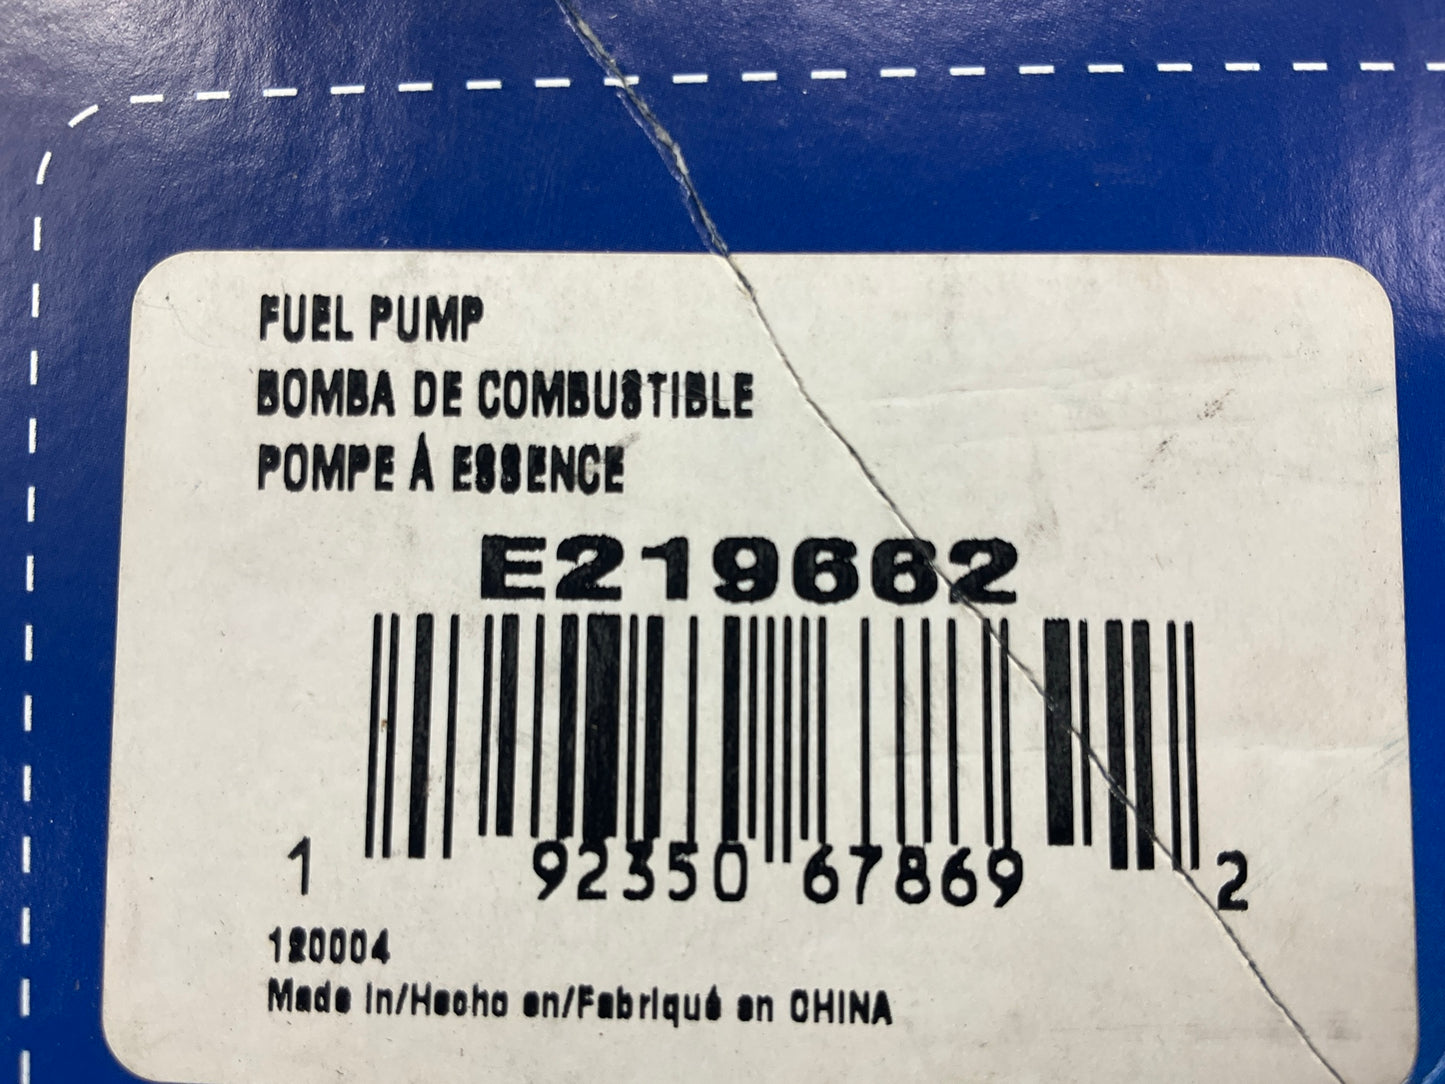 FUEL PUMP
BOMBA DE COMBUSTIBLE
POMPE À ESSENCE
E219662
1 92350 67869 2
120004
Made in/Hecho en/Fabriqué en CHINA